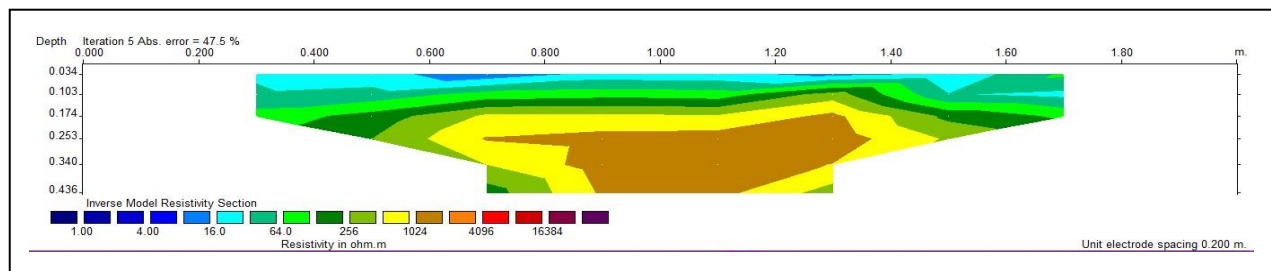 Depth Iteration 5 Abs. error = 47.5 %
0.000 0.200 0.400 0.600 0.800 1.000 1.20 1.40 1.60 1.80 m.
0.034
0.103
0.174
0.253
0.340
0.436
Inverse Model Resistivity Section
1.00 4.00 16.0 64.0 256 1024 4096 16384
Resistivity in ohm.m Unit electrode spacing 0.200 m.